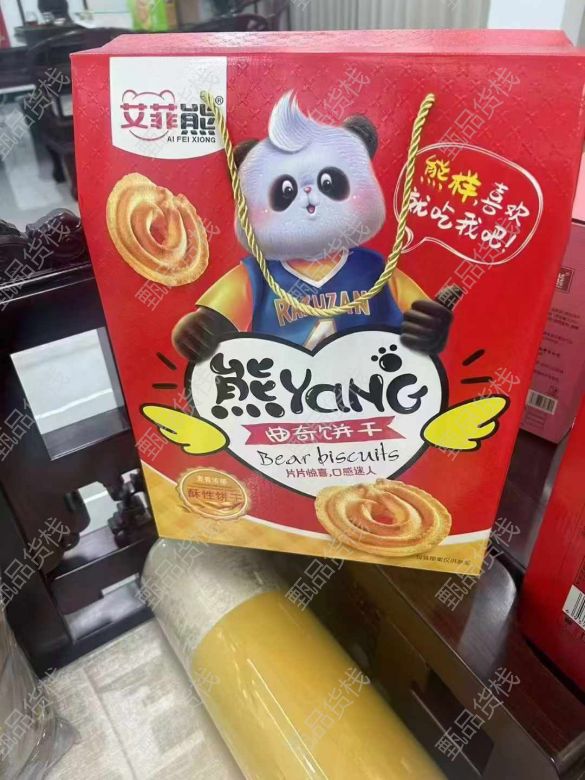 艾菲熊®
AI FEI XIONG
熊样喜欢
就吃我吧!
RAKUZAN
熊YANG
曲奇饼干
Bear biscuits
片片惊喜,口感迷人
酥性饼干
甄品货栈